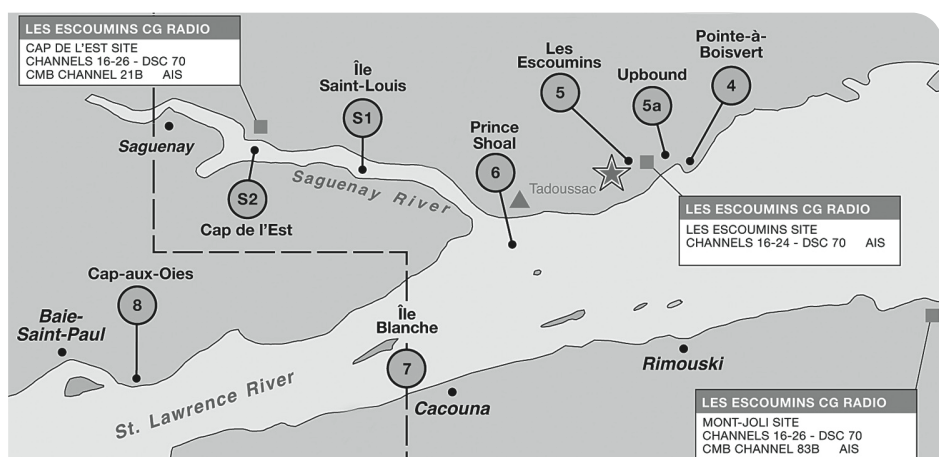 LES ESCOUMINS CG RADIO
CAP DE L'EST SITE
CHANNELS 16-26 - DSC 70
CMB CHANNEL 21B AIS
Île
Saint-Louis
S1
Saguenay
S2
Cap de l'Est
Saguenay River
Prince
Shoal
6
Les
Escoumins
5
Upbound
5a
Pointe-à-
Boisvert
4
Tadoussac
LES ESCOUMINS CG RADIO
LES ESCOUMINS SITE
CHANNELS 16-24 - DSC 70 AIS
Cap-aux-Oies
8
Baie-
Saint-Paul
Île
Blanche
7
St. Lawrence River
Cacouna
Rimouski
LES ESCOUMINS CG RADIO
MONT-JOLI SITE
CHANNELS 16-26 - DSC 70
CMB CHANNEL 83B AIS